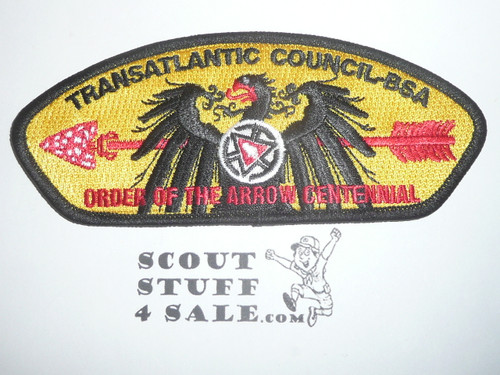 TRANSATLANTIC COUNCIL-BSA
ORDER OF THE ARROW CENTENNIAL
SCOUT
STUFF
4 SALE.com